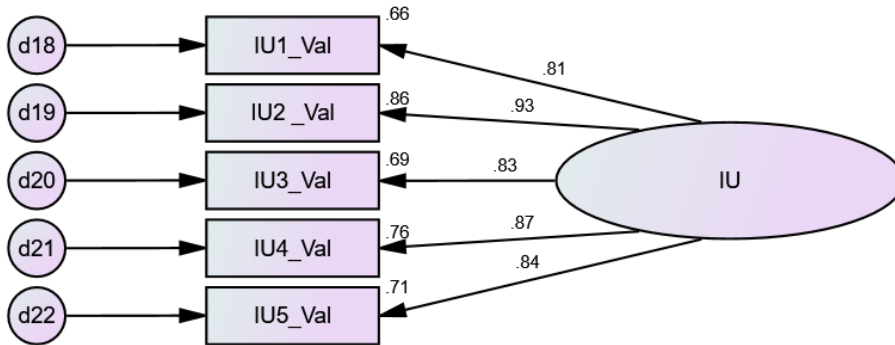 .66
d18 IU1_Val .81
d19 IU2 _Val .86 .93
d20 IU3_Val .69 .83 IU
d21 IU4_Val .76 .87
d22 IU5_Val .71 .84